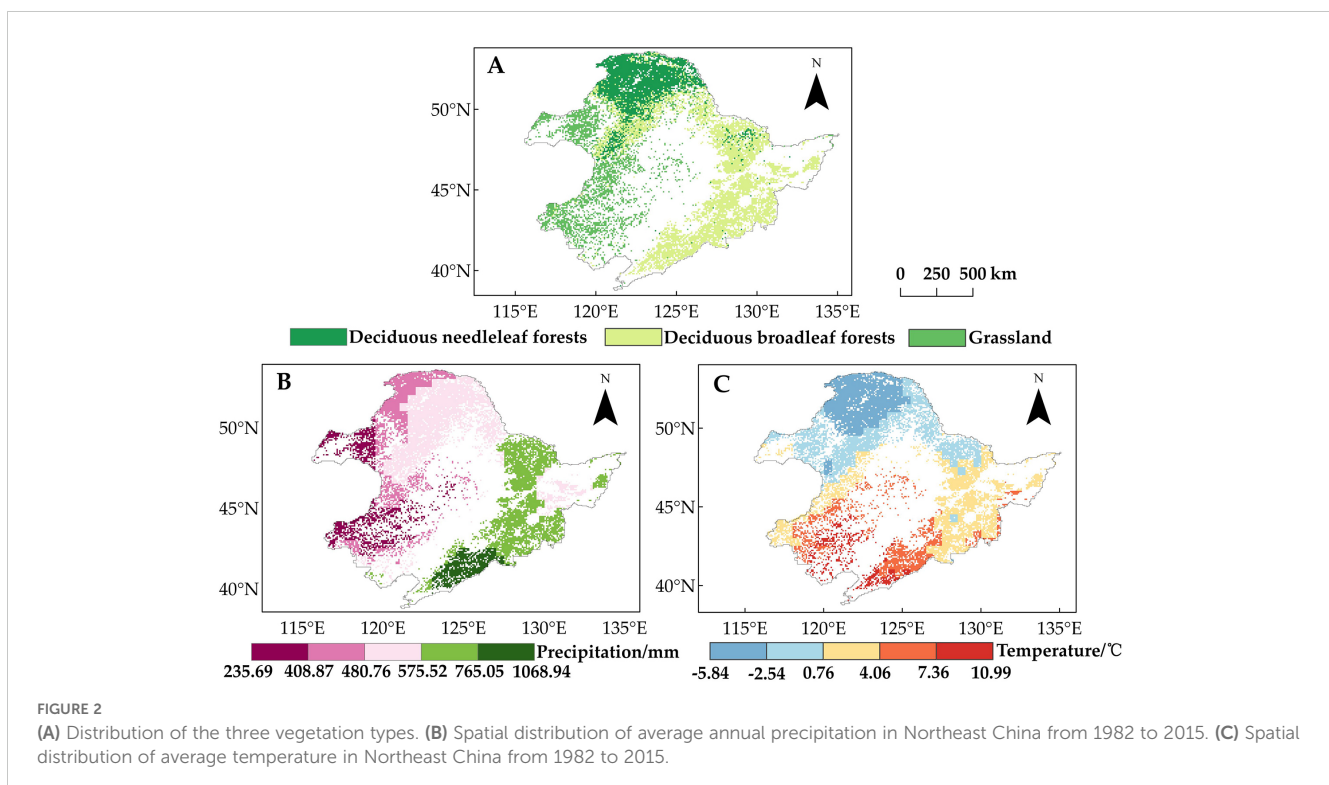 A
N
50°N
45°N
40°N
0 250 500 km
115°E 120°E 125°E 130°E 135°E
Deciduous needleleaf forests Deciduous broadleaf forests Grassland
B
N
50°N
45°N
40°N
115°E 120°E 125°E 130°E 135°E
Precipitation/mm
235.69 408.87 480.76 575.52 765.05 1068.94
C
N
50°N
45°N
40°N
115°E 120°E 125°E 130°E 135°E
Temperature/℃
-5.84 -2.54 0.76 4.06 7.36 10.99
FIGURE 2
(A) Distribution of the three vegetation types. (B) Spatial distribution of average annual precipitation in Northeast China from 1982 to 2015. (C) Spatial
distribution of average temperature in Northeast China from 1982 to 2015.